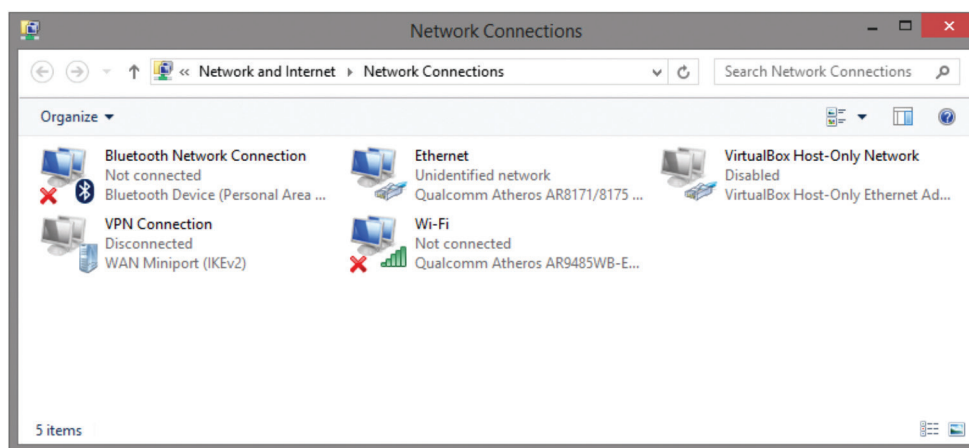 Network Connections
« Network and Internet ▸ Network Connections
Search Network Connections
Organize
Bluetooth Network Connection
Not connected
Bluetooth Device (Personal Area ...
Ethernet
Unidentified network
Qualcomm Atheros AR8171/8175 ...
VirtualBox Host-Only Network
Disabled
VirtualBox Host-Only Ethernet Ad...
VPN Connection
Disconnected
WAN Miniport (IKEv2)
Wi-Fi
Not connected
Qualcomm Atheros AR9485WB-E...
5 items